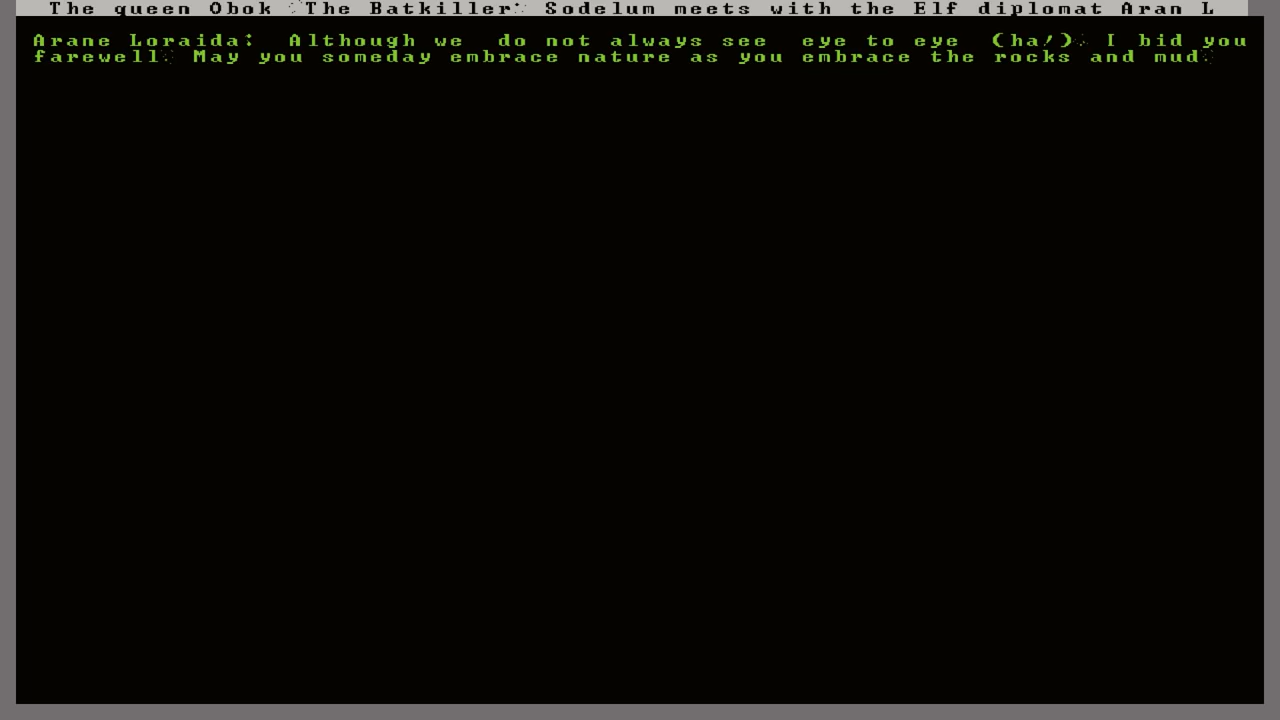 The queen Obok "The Batkiller" Sodelum meets with the Elf diplomat Aran L
Arane Loraida: Although we do not always see eye to eye (ha!), I bid you
farewell. May you someday embrace nature as you embrace the rocks and mud.